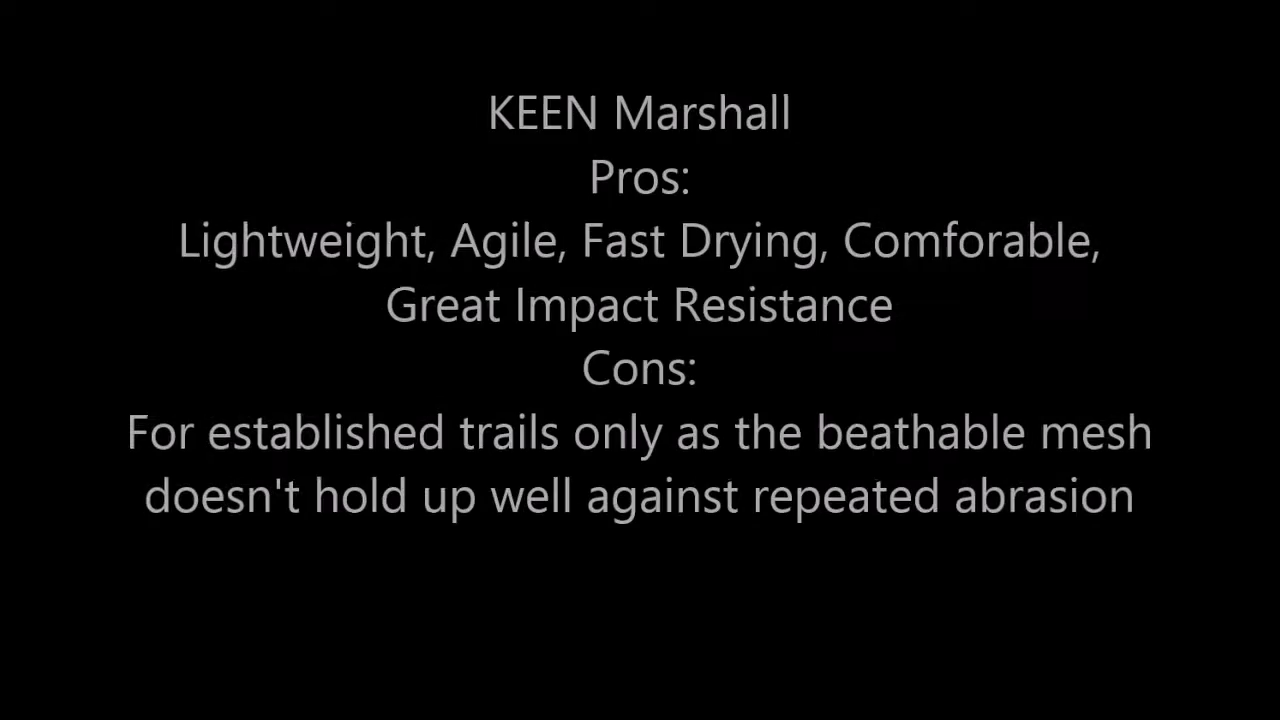 KEEN Marshall
Pros:
Lightweight, Agile, Fast Drying, Comforable,
Great Impact Resistance
Cons:
For established trails only as the beathable mesh
doesn't hold up well against repeated abrasion